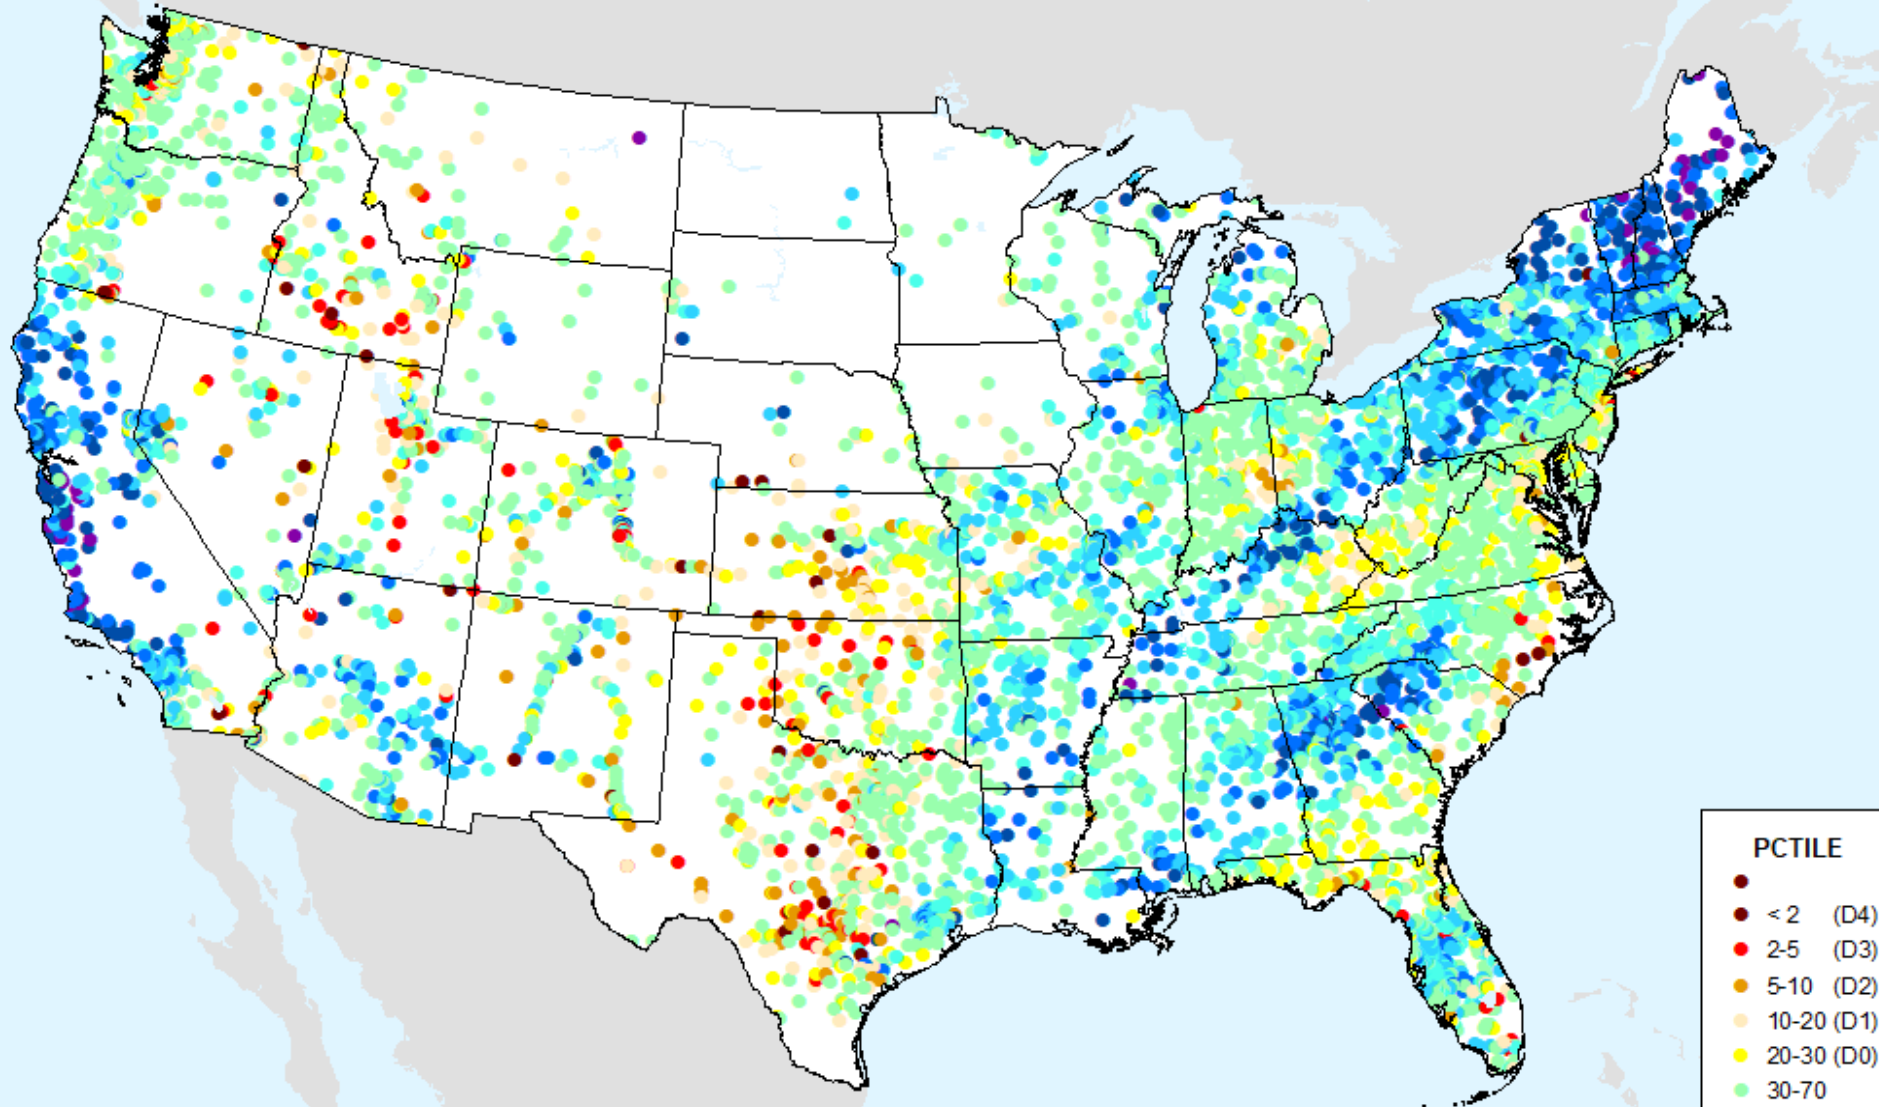 PCTILE
< 2 (D4)
2-5 (D3)
5-10 (D2)
10-20 (D1)
20-30 (D0)
30-70